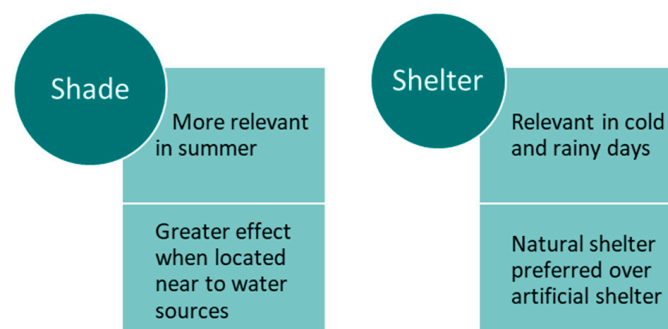 Shade
More relevant
in summer
Greater effect
when located
near to water
sources
Shelter
Relevant in cold
and rainy days
Natural shelter
preferred over
artificial shelter